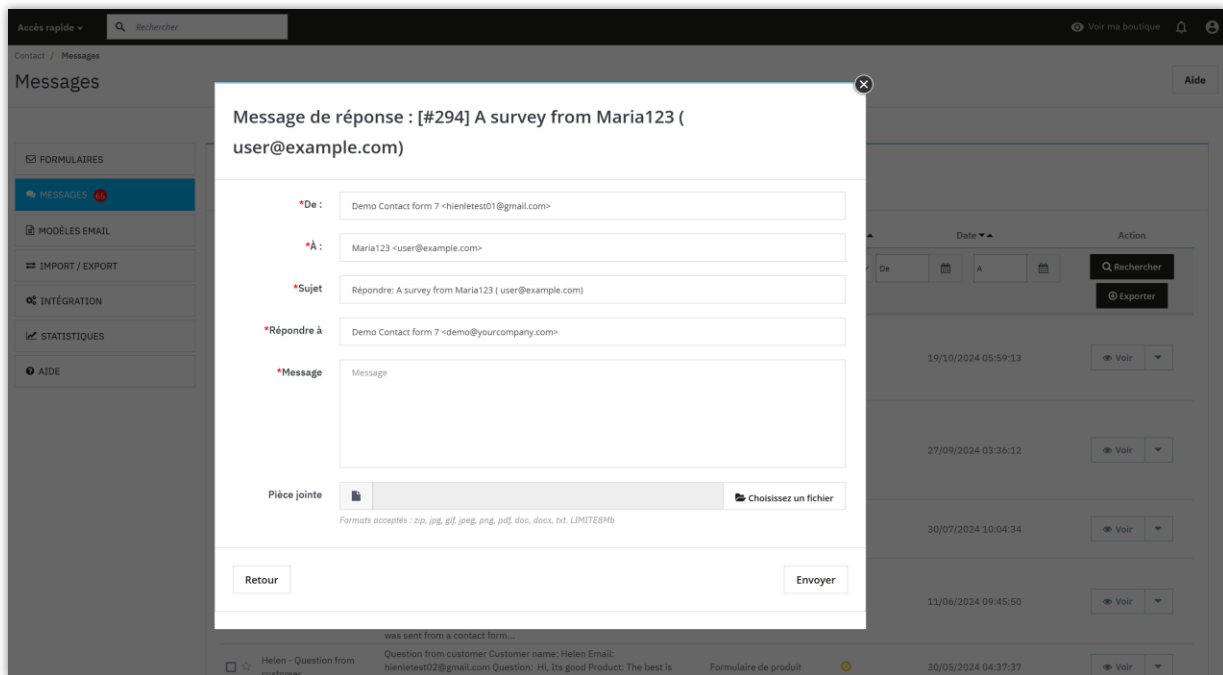 Accès rapide
Rechercher
Voir ma boutique
Contact / Messages
Messages
Aide
Message de réponse : [#294] A survey from Maria123 (
user@example.com)
FORMULAIRES
MESSAGES 65
MODÈLES EMAIL
IMPORT / EXPORT
INTÉGRATION
STATISTIQUES
AIDE
*De :
Demo Contact form 7 <hienletest01@gmail.com>
*À :
Maria123 <user@example.com>
*Sujet
Répondre: A survey from Maria123 ( user@example.com)
*Répondre à
Demo Contact form 7 <demo@yourcompany.com>
*Message
Message
Pièce jointe
Choisissez un fichier
Formats acceptés : zip, jpg, gif, jpeg, png, pdf, doc, docx, txt. LIMITE8Mb
Retour
Envoyer
Date
Action
De
A
Rechercher
Exporter
19/10/2024 05:59:13
Voir
27/09/2024 03:36:12
Voir
30/07/2024 10:04:34
Voir
11/06/2024 09:45:50
Voir
was sent from a contact form...
Helen - Question from
customer
Question from customer Customer name: Helen Email:
hienletest02@gmail.com Question: Hi, Its good Product: The best is
Formulaire de produit
30/05/2024 04:37:37
Voir